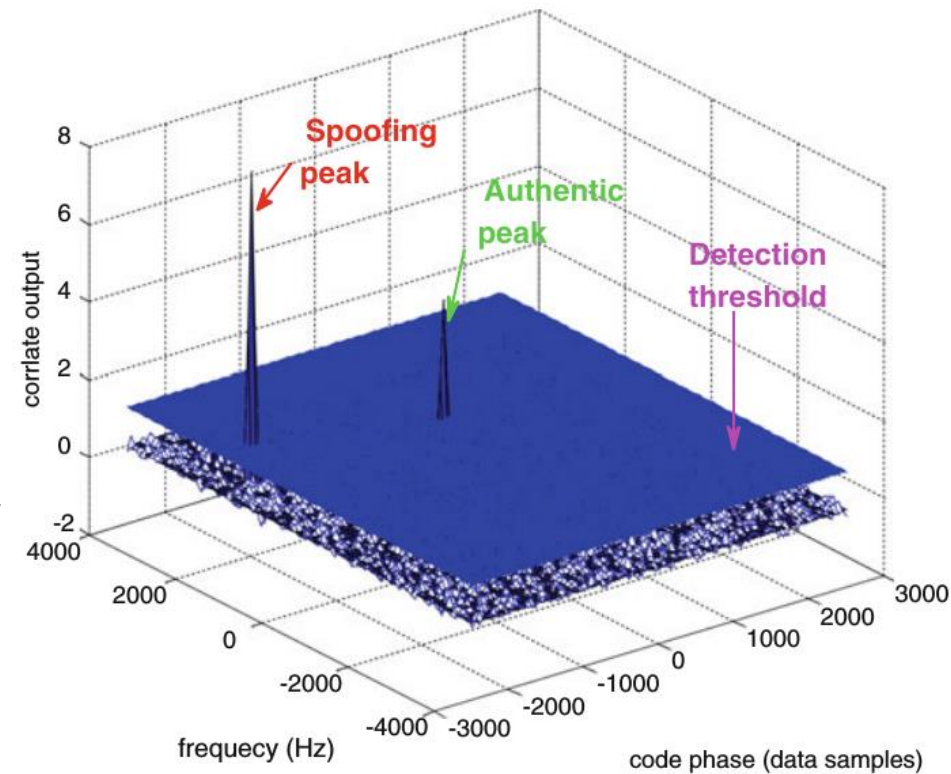 Spoofing
peak
Authentic
peak
Detection
threshold
corrlate output
8
6
4
2
0
-2
4000
2000
0
-2000
-4000
frequecy (Hz)
-3000
-2000
-1000
0
1000
2000
3000
code phase (data samples)